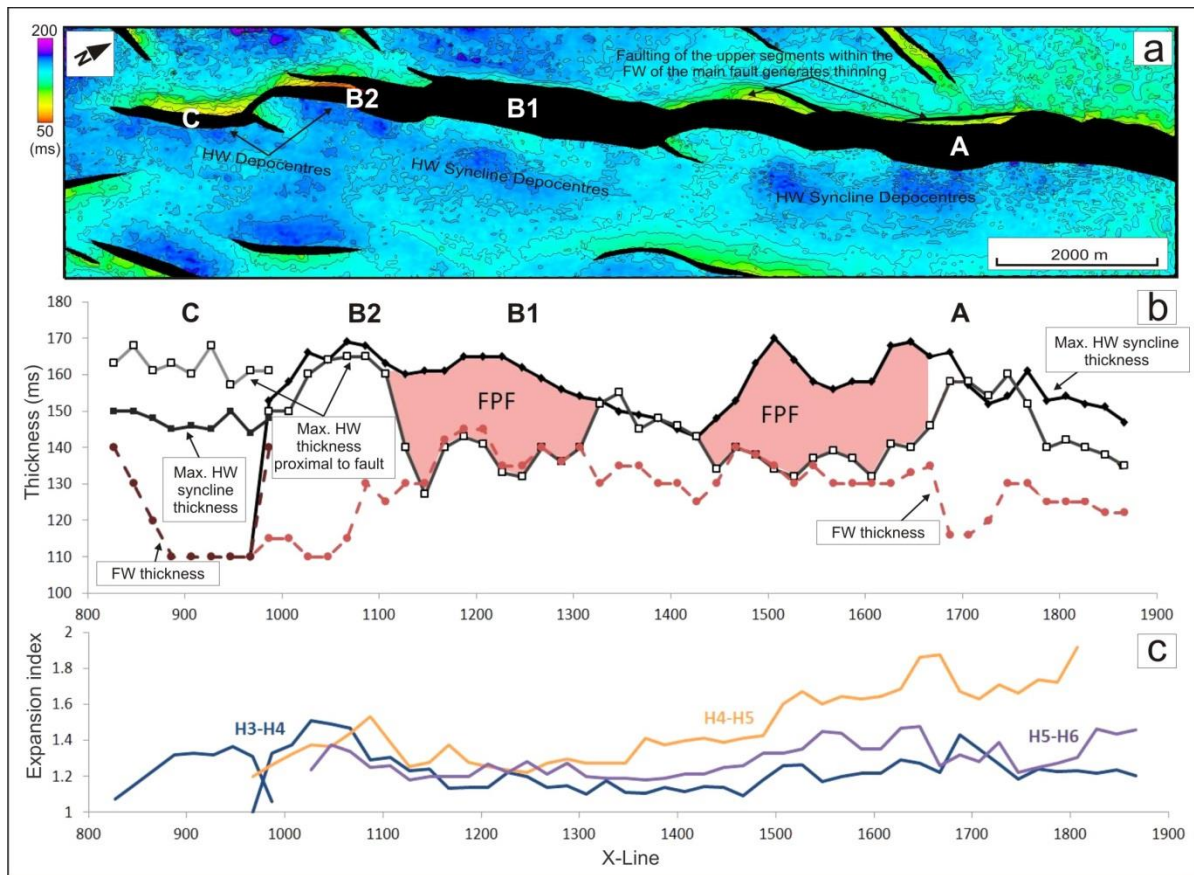 200
N
50
(ms)
a
Faulting of the upper segments within the
FW of the main fault generates thinning
C
B2
B1
A
HW Depocentres
HW Syncline Depocentres
HW Syncline Depocentres
2000 m
b
C
B2
B1
A
Thickness (ms)
180
170
160
150
140
130
120
110
100
FPF
FPF
Max. HW syncline
thickness
Max. HW
thickness
proximal to fault
Max. HW
syncline
thickness
FW thickness
FW thickness
800 900 1000 1100 1200 1300 1400 1500 1600 1700 1800 1900
c
Expansion index
2
1.8
1.6
1.4
1.2
1
H3-H4
H4-H5
H5-H6
800 900 1000 1100 1200 1300 1400 1500 1600 1700 1800 1900
X-Line